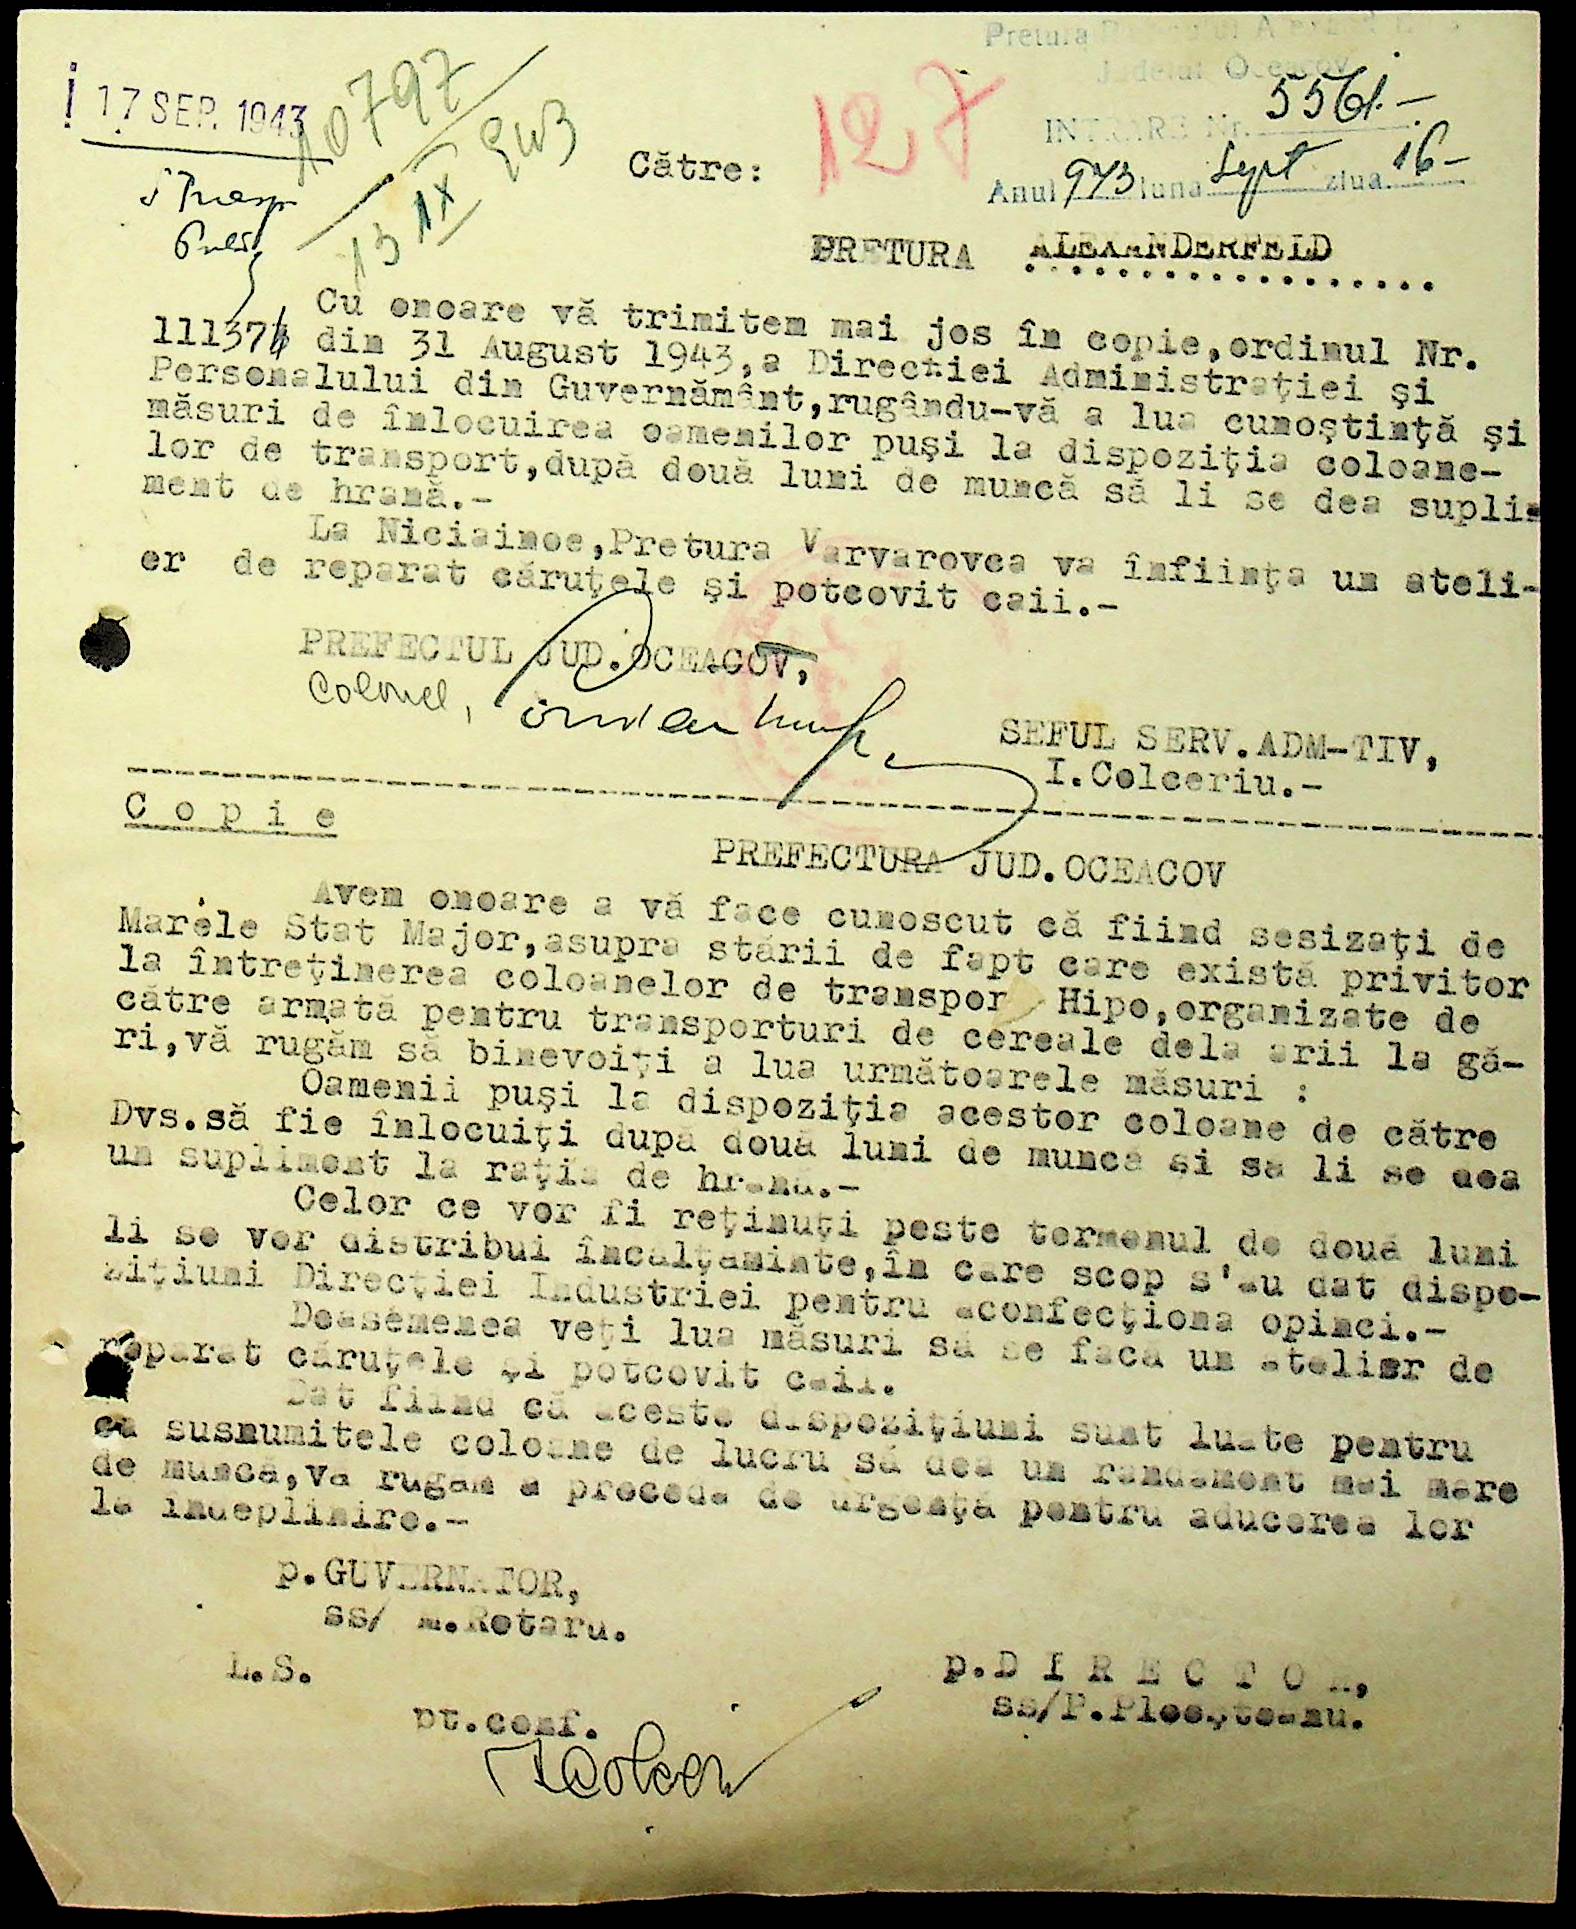 Pretura
Judetul Oceacov
17 SEP. 1943
10797
13 IX 943
127
INTRARE Nr. 5561.-
Anul 943 luna Sept ziua 16-
Către:
PRETURA ALEXANDERFELD
Cu onoare vă trimitem mai jos în copie,ordinul Nr.
111374 din 31 August 1943,a Direcției Administrației și
Personalului din Guvernământ,rugându-vă a lua cunoștință și
măsuri de înlocuirea oamenilor puși la dispoziția coloane-
lor de transport,după două luni de muncă să li se dea suplim
ment de hrană.-
La Niciainoe,Pretura Varvarovca va înființa un ateli-
er de reparat căruțele și potcovit caii.-
PREFECTUL JUD.OCEACOV,
Colonel,
SEFUL SERV.ADM-TIV,
I.Colceriu.-
Copie
PREFECTURA JUD.OCEACOV
Avem onoare a vă face cunoscut că fiind sesizați de
Marele Stat Major,asupra stării de fapt care există privitor
la întreținerea coloanelor de transpor Hipo,organizate de
către armată pentru transporturi de cereale dela arii la gă-
ri,vă rugăm să binevoiți a lua următoarele măsuri :
Oamenii puși la dispoziția acestor coloane de către
Dvs.să fie înlocuiți după două luni de muncă și să li se dea
un supliment la rația de hrană.-
Celor ce vor fi reținuți peste termenul de două luni
li se vor distribui încălțăminte,în care scop s'au dat dispo-
zițiuni Direcției Industriei pentru aconfecționa opinci.-
Deasemenea veți lua măsuri să se facă un atelier de
reparat căruțele și potcovit caii.
Dat fiind că aceste dispozițiuni sunt luate pentru
ca susnumitele coloane de lucru să dea un randament mai mare
de muncă,vă rugăm a proceda de urgență pentru aducerea lor
la îndeplinire.-
p.GUVERNATOR,
ss/ m.Rotaru.
L.S.
p.DIRECTOR,
ss/P.Ploeșteanu.
pt.conf.